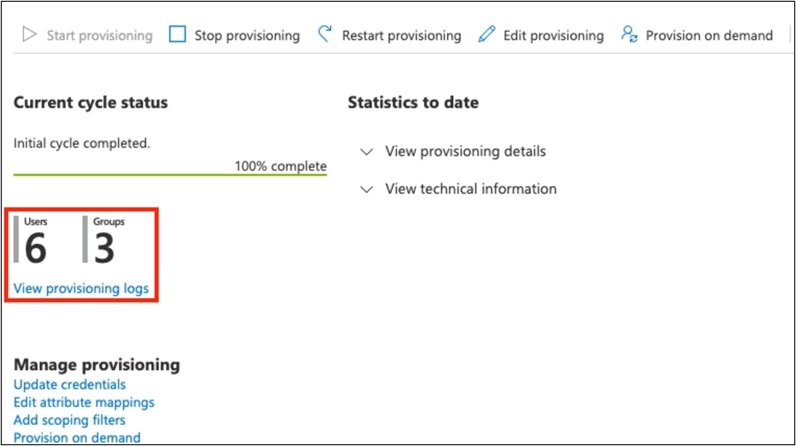 Start provisioning Stop provisioning Restart provisioning Edit provisioning Provision on demand
Current cycle status
Initial cycle completed.
100% complete
Users Groups
6 3
View provisioning logs
Statistics to date
View provisioning details
View technical information
Manage provisioning
Update credentials
Edit attribute mappings
Add scoping filters
Provision on demand